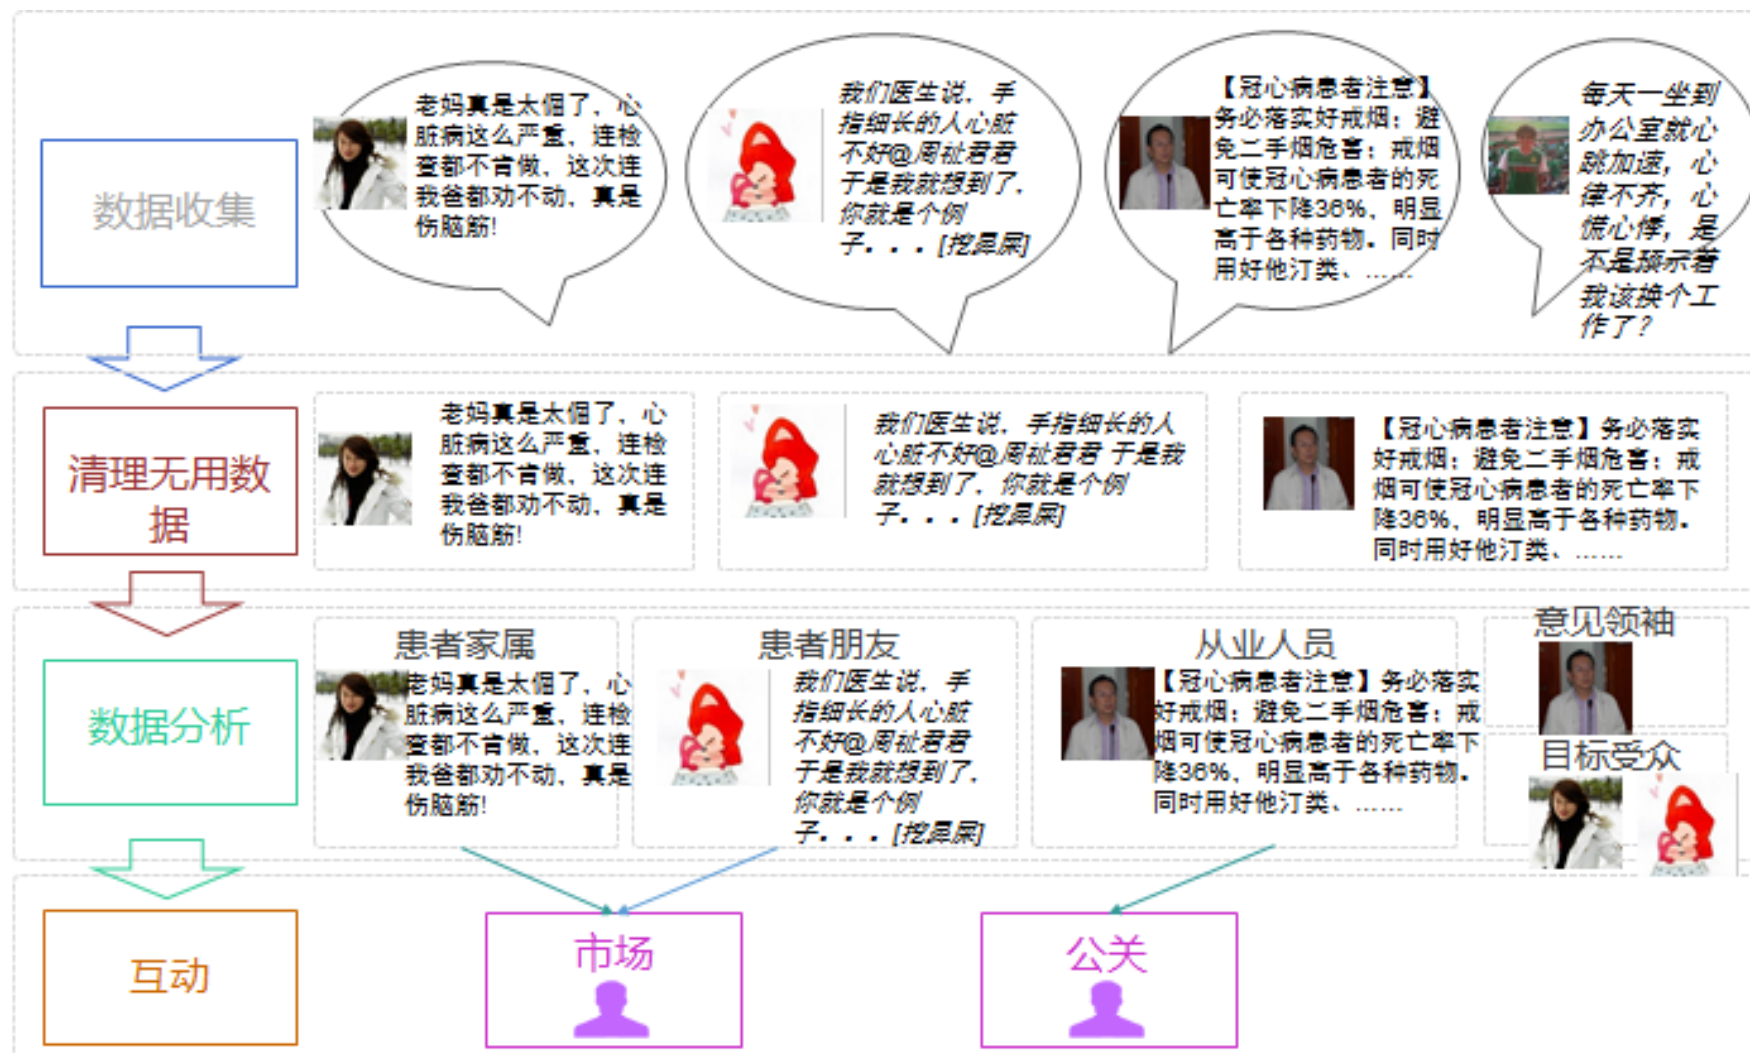 数据收集
老妈真是太倔了，心
脏病这么严重，连检
查都不肯做，这次连
我爸都劝不动，真是
伤脑筋!
我们医生说，手
指细长的人心脏
不好@周祉君君
于是我就想到了，
你就是个例
子。。。[挖鼻屎]
【冠心病患者注意】
务必落实好戒烟；避
免二手烟危害；戒烟
可使冠心病患者的死
亡率下降36%，明显
高于各种药物。同时
用好他汀类、……
每天一坐到
办公室就心
跳加速，心
律不齐，心
慌心悸，是
不是预示着
我该换个工
作了？
清理无用数
据
老妈真是太倔了，心
脏病这么严重，连检
查都不肯做，这次连
我爸都劝不动，真是
伤脑筋!
我们医生说，手指细长的人
心脏不好@周祉君君 于是我
就想到了，你就是个例
子。。。[挖鼻屎]
【冠心病患者注意】务必落实
好戒烟；避免二手烟危害；戒
烟可使冠心病患者的死亡率下
降36%，明显高于各种药物。
同时用好他汀类、……
数据分析
患者家属
老妈真是太倔了，心
脏病这么严重，连检
查都不肯做，这次连
我爸都劝不动，真是
伤脑筋!
患者朋友
我们医生说，手
指细长的人心脏
不好@周祉君君
于是我就想到了，
你就是个例
子。。。[挖鼻屎]
从业人员
【冠心病患者注意】务必落实
好戒烟；避免二手烟危害；戒
烟可使冠心病患者的死亡率下
降36%，明显高于各种药物。
同时用好他汀类、……
意见领袖
目标受众
互动
市场
公关